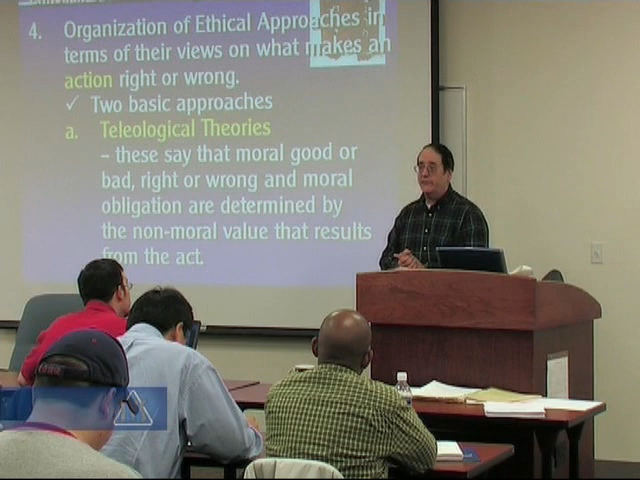 4. Organization of Ethical Approaches in
terms of their views on what makes an
action right or wrong.
✓ Two basic approaches
a. Teleological Theories
– these say that moral good or
bad, right or wrong and moral
obligation are determined by
the non-moral value that results
from the act.